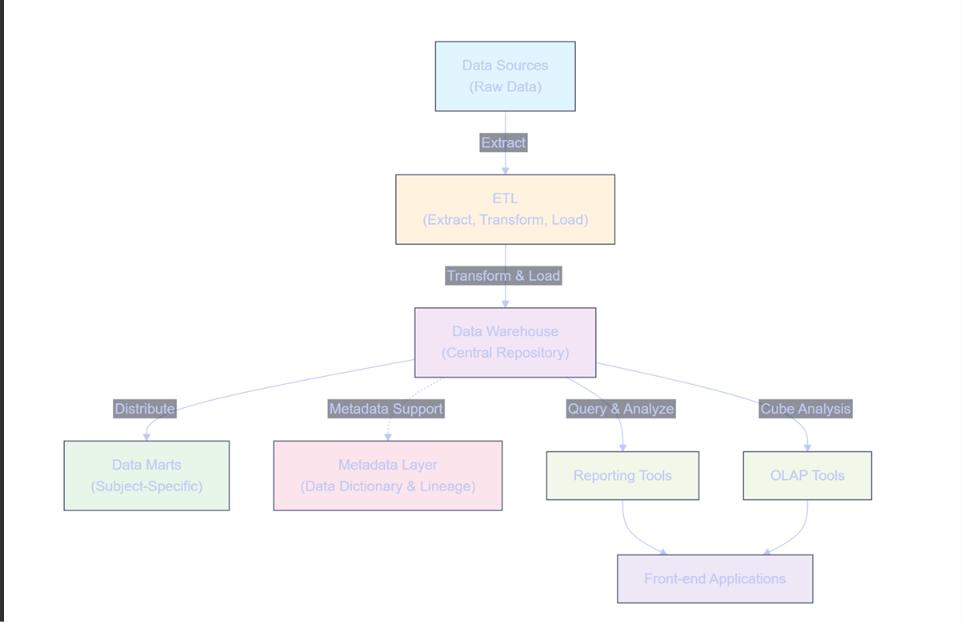 Data Sources
(Raw Data)
Extract
ETL
(Extract, Transform, Load)
Transform & Load
Data Warehouse
(Central Repository)
Distribute
Metadata Support
Query & Analyze
Cube Analysis
Data Marts
(Subject-Specific)
Metadata Layer
(Data Dictionary & Lineage)
Reporting Tools
OLAP Tools
Front-end Applications